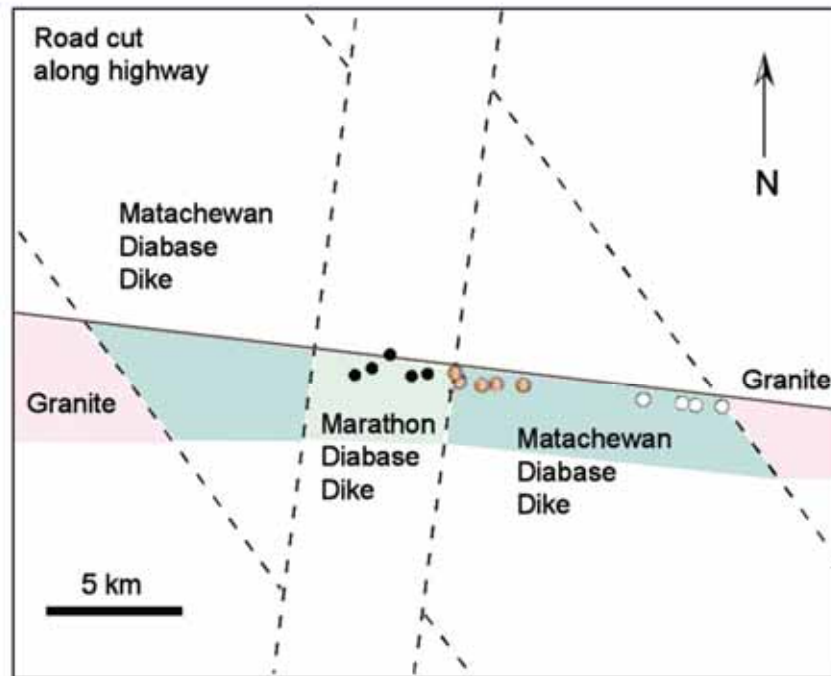 Road cut
along highway
N
Matachewan
Diabase
Dike
Granite
Granite
Marathon
Diabase
Dike
Matachewan
Diabase
Dike
5 km